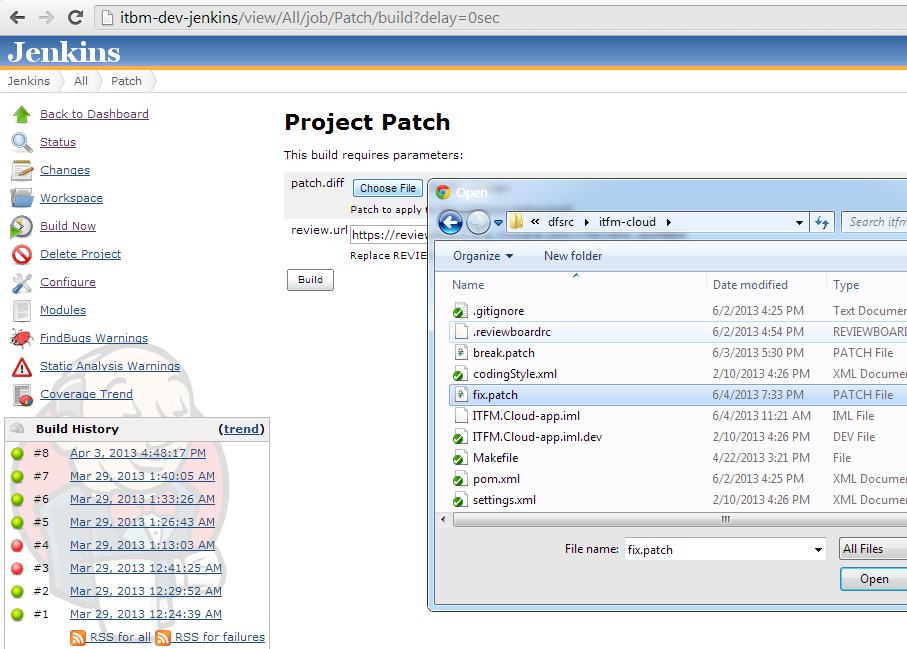 itbm-dev-jenkins/view/All/job/Patch/build?delay=0sec
Jenkins
Jenkins All Patch
Back to Dashboard
Status
Changes
Workspace
Build Now
Delete Project
Configure
Modules
FindBugs Warnings
Static Analysis Warnings
Coverage Trend
Build History (trend)
#8 Apr 3, 2013 4:48:17 PM
#7 Mar 29, 2013 1:40:05 AM
#6 Mar 29, 2013 1:33:26 AM
#5 Mar 29, 2013 1:26:43 AM
#4 Mar 29, 2013 1:13:03 AM
#3 Mar 29, 2013 12:41:25 AM
#2 Mar 29, 2013 12:29:52 AM
#1 Mar 29, 2013 12:24:39 AM
RSS for all RSS for failures
Project Patch
This build requires parameters:
patch.diff Choose File
Patch to apply
review.url https://review
Replace REVIE
Build
Open
« dfsrc itfm-cloud Search itfm
Organize New folder
Name Date modified Type
.gitignore 6/2/2013 4:25 PM Text Documen
.reviewboardrc 6/2/2013 4:54 PM REVIEWBOARD
break.patch 6/3/2013 5:30 PM PATCH File
codingStyle.xml 2/10/2013 4:26 PM XML Docume
fix.patch 6/4/2013 7:33 PM PATCH File
ITFM.Cloud-app.iml 6/4/2013 11:21 AM IML File
ITFM.Cloud-app.iml.dev 2/10/2013 4:26 PM DEV File
Makefile 4/22/2013 3:21 PM File
pom.xml 6/2/2013 4:25 PM XML Docume
settings.xml 2/10/2013 4:26 PM XML Docume
File name: fix.patch All Files
Open